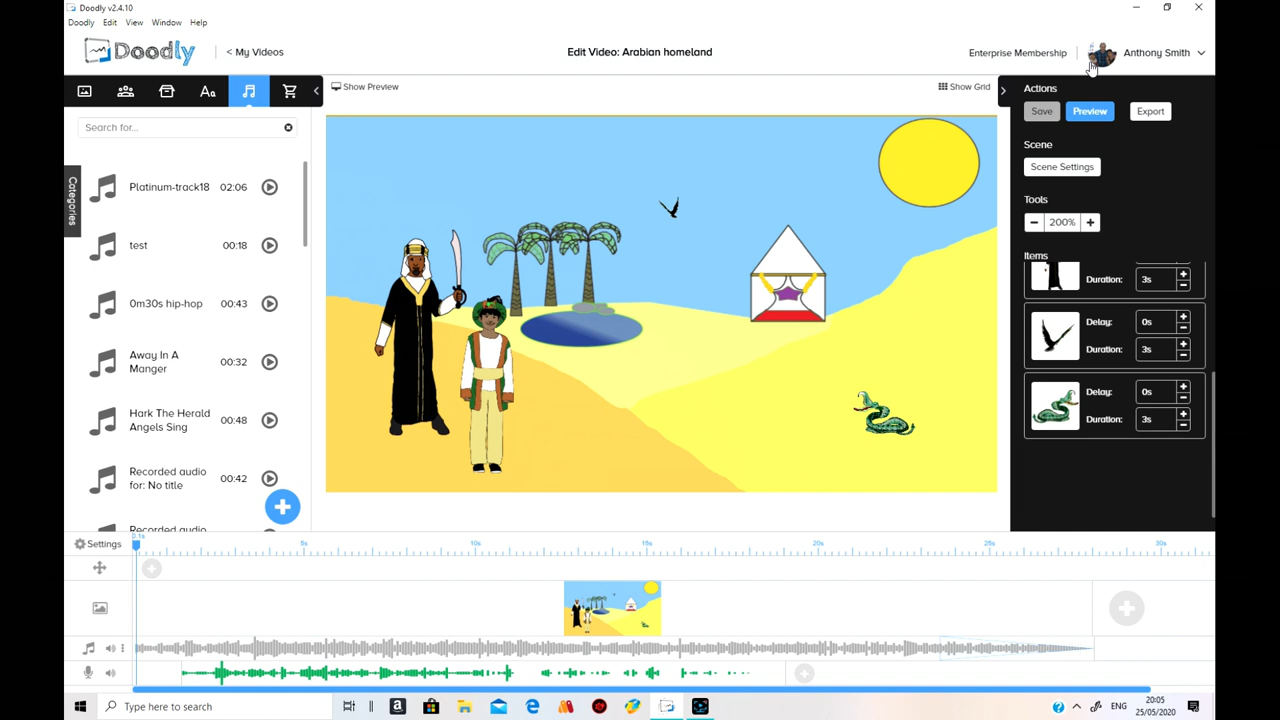 Doodly v2.4.10
Doodly Edit View Window Help
Doodly < My Videos Edit Video: Arabian homeland Enterprise Membership Anthony Smith
Aa Show Preview Show Grid
Actions
Save Preview Export
Search for...
Scene
Scene Settings
Categories
Platinum-track18 02:06
Tools
200%
test 00:18
Items
Duration: 3s
0m30s hip-hop 00:43
Delay: 0s
Duration: 3s
Away In A
Manger 00:32
Delay: 0s
Duration: 3s
Hark The Herald
Angels Sing 00:48
Recorded audio
for: No title 00:42
Recorded audio
Settings 0.1s 5s 10s 15s 20s 25s 30s
Type here to search
ENG
20:05
25/05/2020